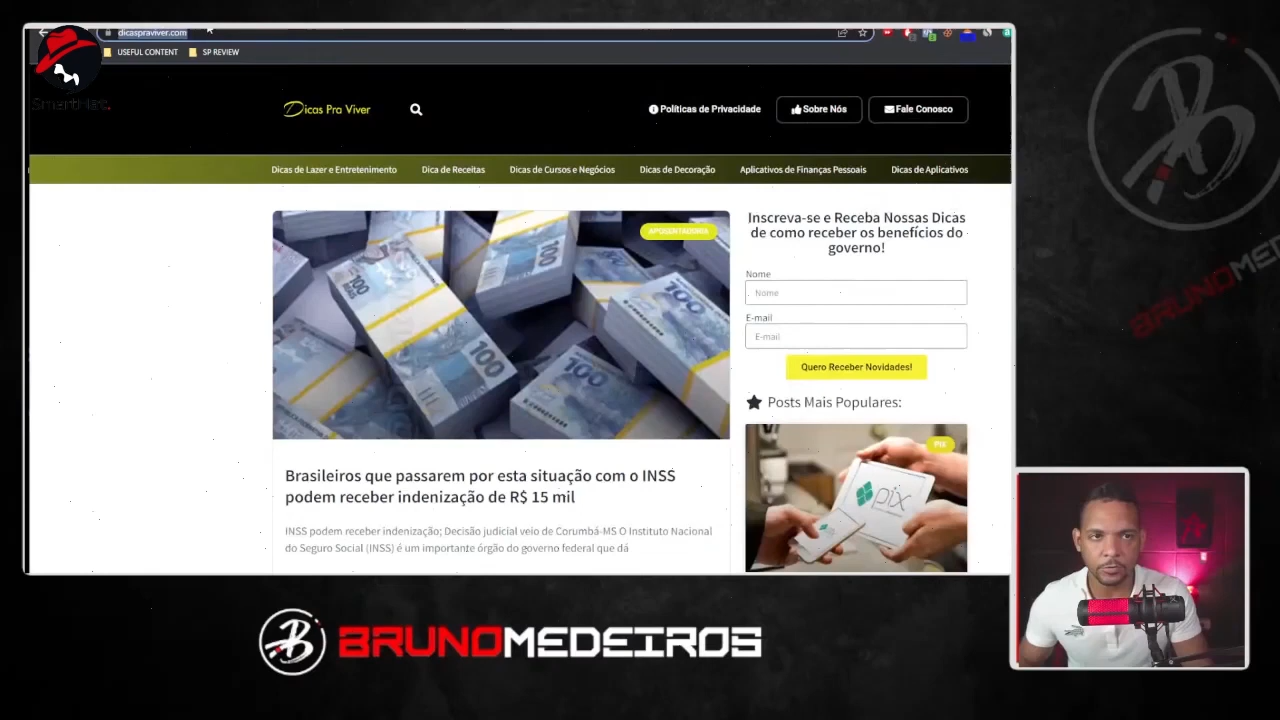 dicaspraviver.com
USEFUL CONTENT
SP REVIEW
Dicas Pra Viver
Políticas de Privacidade
Sobre Nós
Fale Conosco
Dicas de Lazer e Entretenimento
Dica de Receitas
Dicas de Cursos e Negócios
Dicas de Decoração
Aplicativos de Finanças Pessoais
Dicas de Aplicativos
APOSENTADORIA
100
100
100
100
Brasileiros que passarem por esta situação com o INSS
podem receber indenização de R$ 15 mil
INSS podem receber indenização; Decisão judicial veio de Corumbá-MS O Instituto Nacional
do Seguro Social (INSS) é um importante órgão do governo federal que dá
Inscreva-se e Receba Nossas Dicas
de como receber os benefícios do
governo!
Nome
Nome
E-mail
E-mail
Quero Receber Novidades!
Posts Mais Populares:
PIX
pix
BRUNOMEDEIROS
BRUNOME